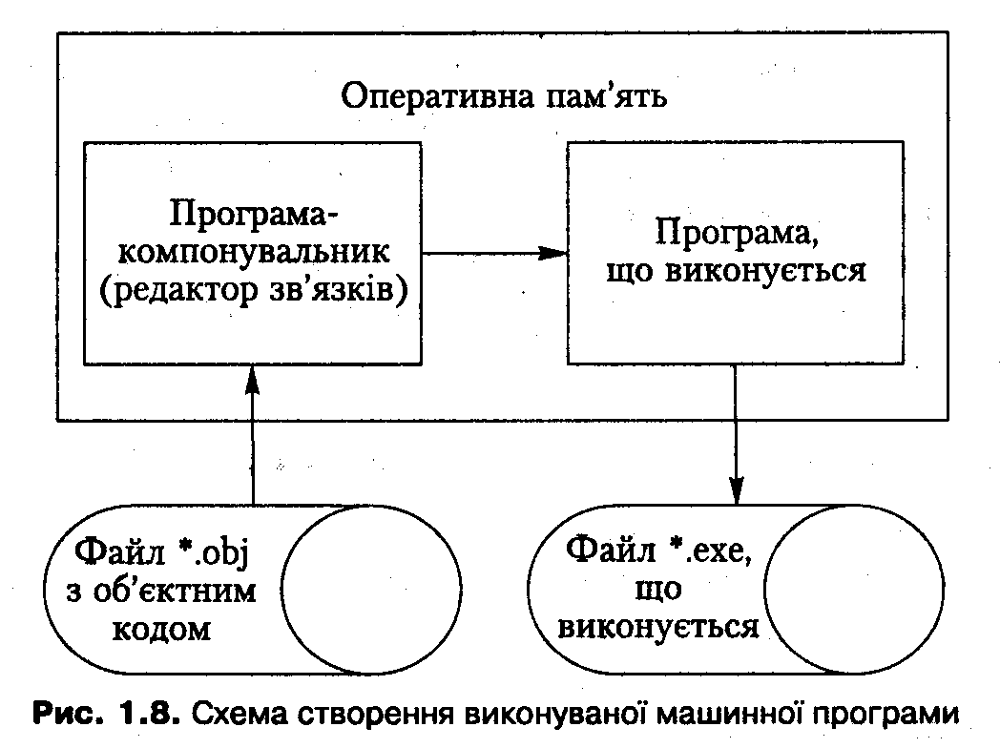 Оперативна пам’ять
Програма-
компонувальник
(редактор зв’язків)
Програма,
що виконується
Файл *.obj
з об’єктним
кодом
Файл *.exe,
що
виконується
Рис. 1.8. Схема створення виконуваної машинної програми